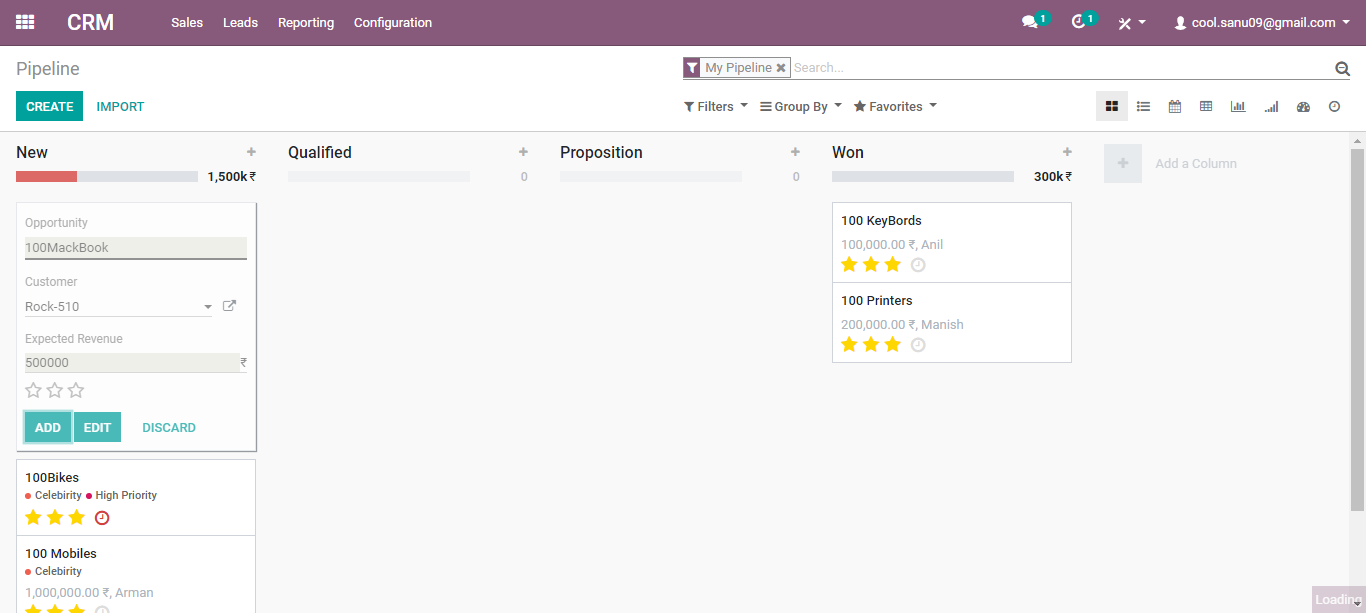 CRM Sales Leads Reporting Configuration 1 1 cool.sanu09@gmail.com
Pipeline My Pipeline Search...
CREATE IMPORT Filters Group By Favorites
New Qualified Proposition Won Add a Column
1,500k ₹ 0 0 300k ₹
Opportunity
100MackBook
Customer
Rock-510
Expected Revenue
500000 ₹
ADD EDIT DISCARD
100Bikes
Celebirity High Priority
100 Mobiles
Celebirity
1,000,000.00 ₹, Arman
100 KeyBords
100,000.00 ₹, Anil
100 Printers
200,000.00 ₹, Manish
Loading